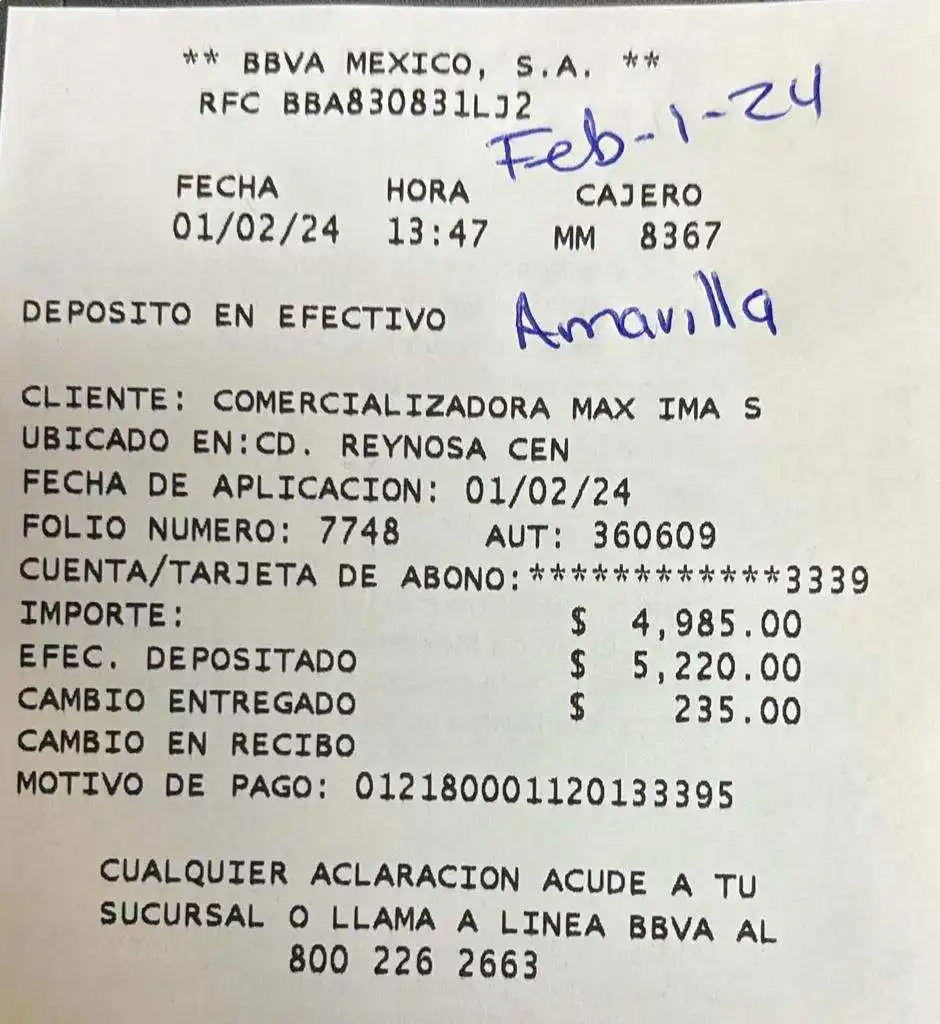 ** BBVA MEXICO, S.A. **
RFC BBA830831LJ2
Feb-1-24
FECHA HORA CAJERO
01/02/24 13:47 MM 8367
DEPOSITO EN EFECTIVO Amarilla
CLIENTE: COMERCIALIZADORA MAX IMA S
UBICADO EN:CD. REYNOSA CEN
FECHA DE APLICACION: 01/02/24
FOLIO NUMERO: 7748 AUT: 360609
CUENTA/TARJETA DE ABONO:************3339
IMPORTE: $ 4,985.00
EFEC. DEPOSITADO $ 5,220.00
CAMBIO ENTREGADO $ 235.00
CAMBIO EN RECIBO
MOTIVO DE PAGO: 012180001120133395
CUALQUIER ACLARACION ACUDE A TU
SUCURSAL O LLAMA A LINEA BBVA AL
800 226 2663